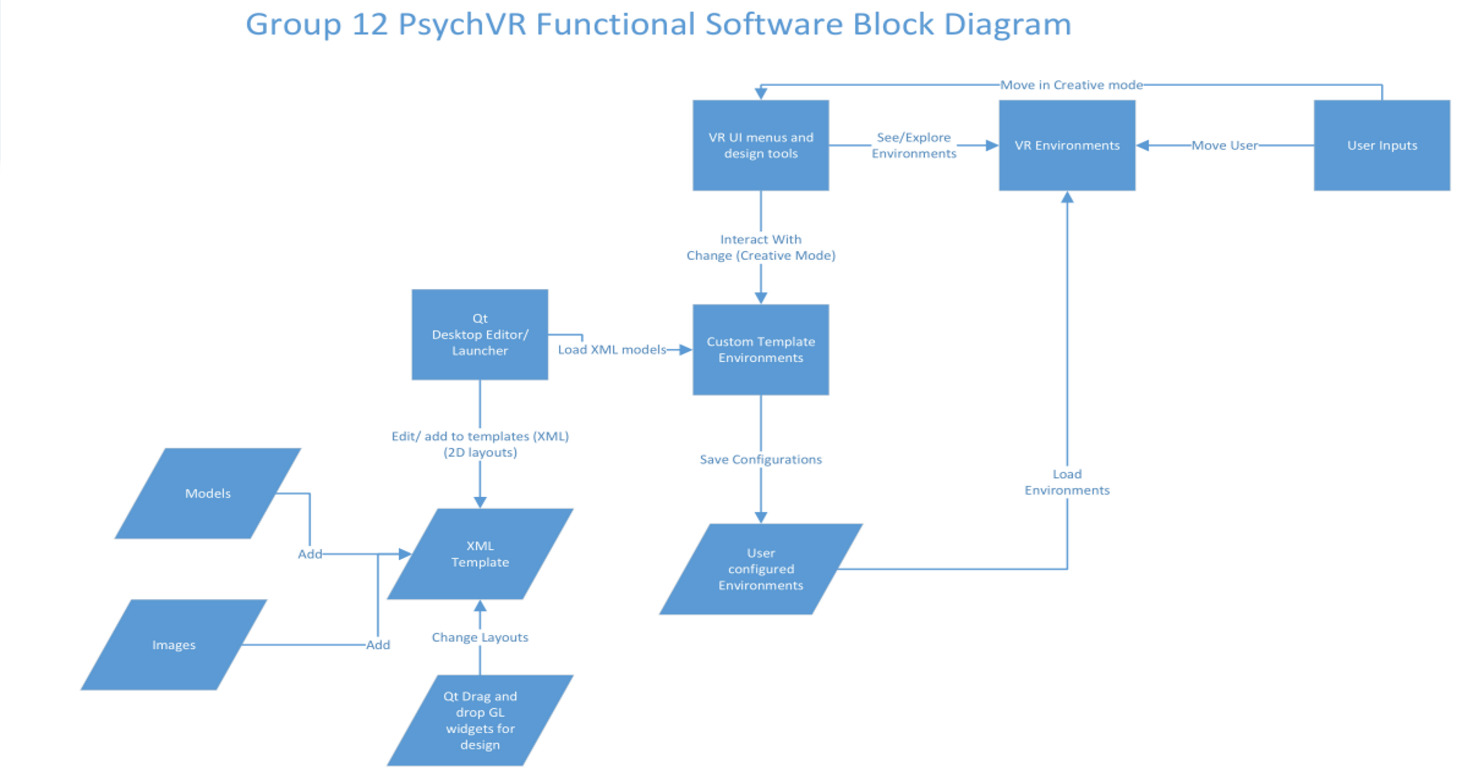 Group 12 PsychVR Functional Software Block Diagram
Move in Creative mode
VR UI menus and
design tools
See/Explore
Environments
VR Environments
Move User
User Inputs
Interact With
Change (Creative Mode)
Qt
Desktop Editor/
Launcher
Load XML models
Custom Template
Environments
Edit/ add to templates (XML)
(2D layouts)
Save Configurations
Load
Environments
Models
Add
XML
Template
User
configured
Environments
Images
Add
Change Layouts
Qt Drag and
drop GL
widgets for
design